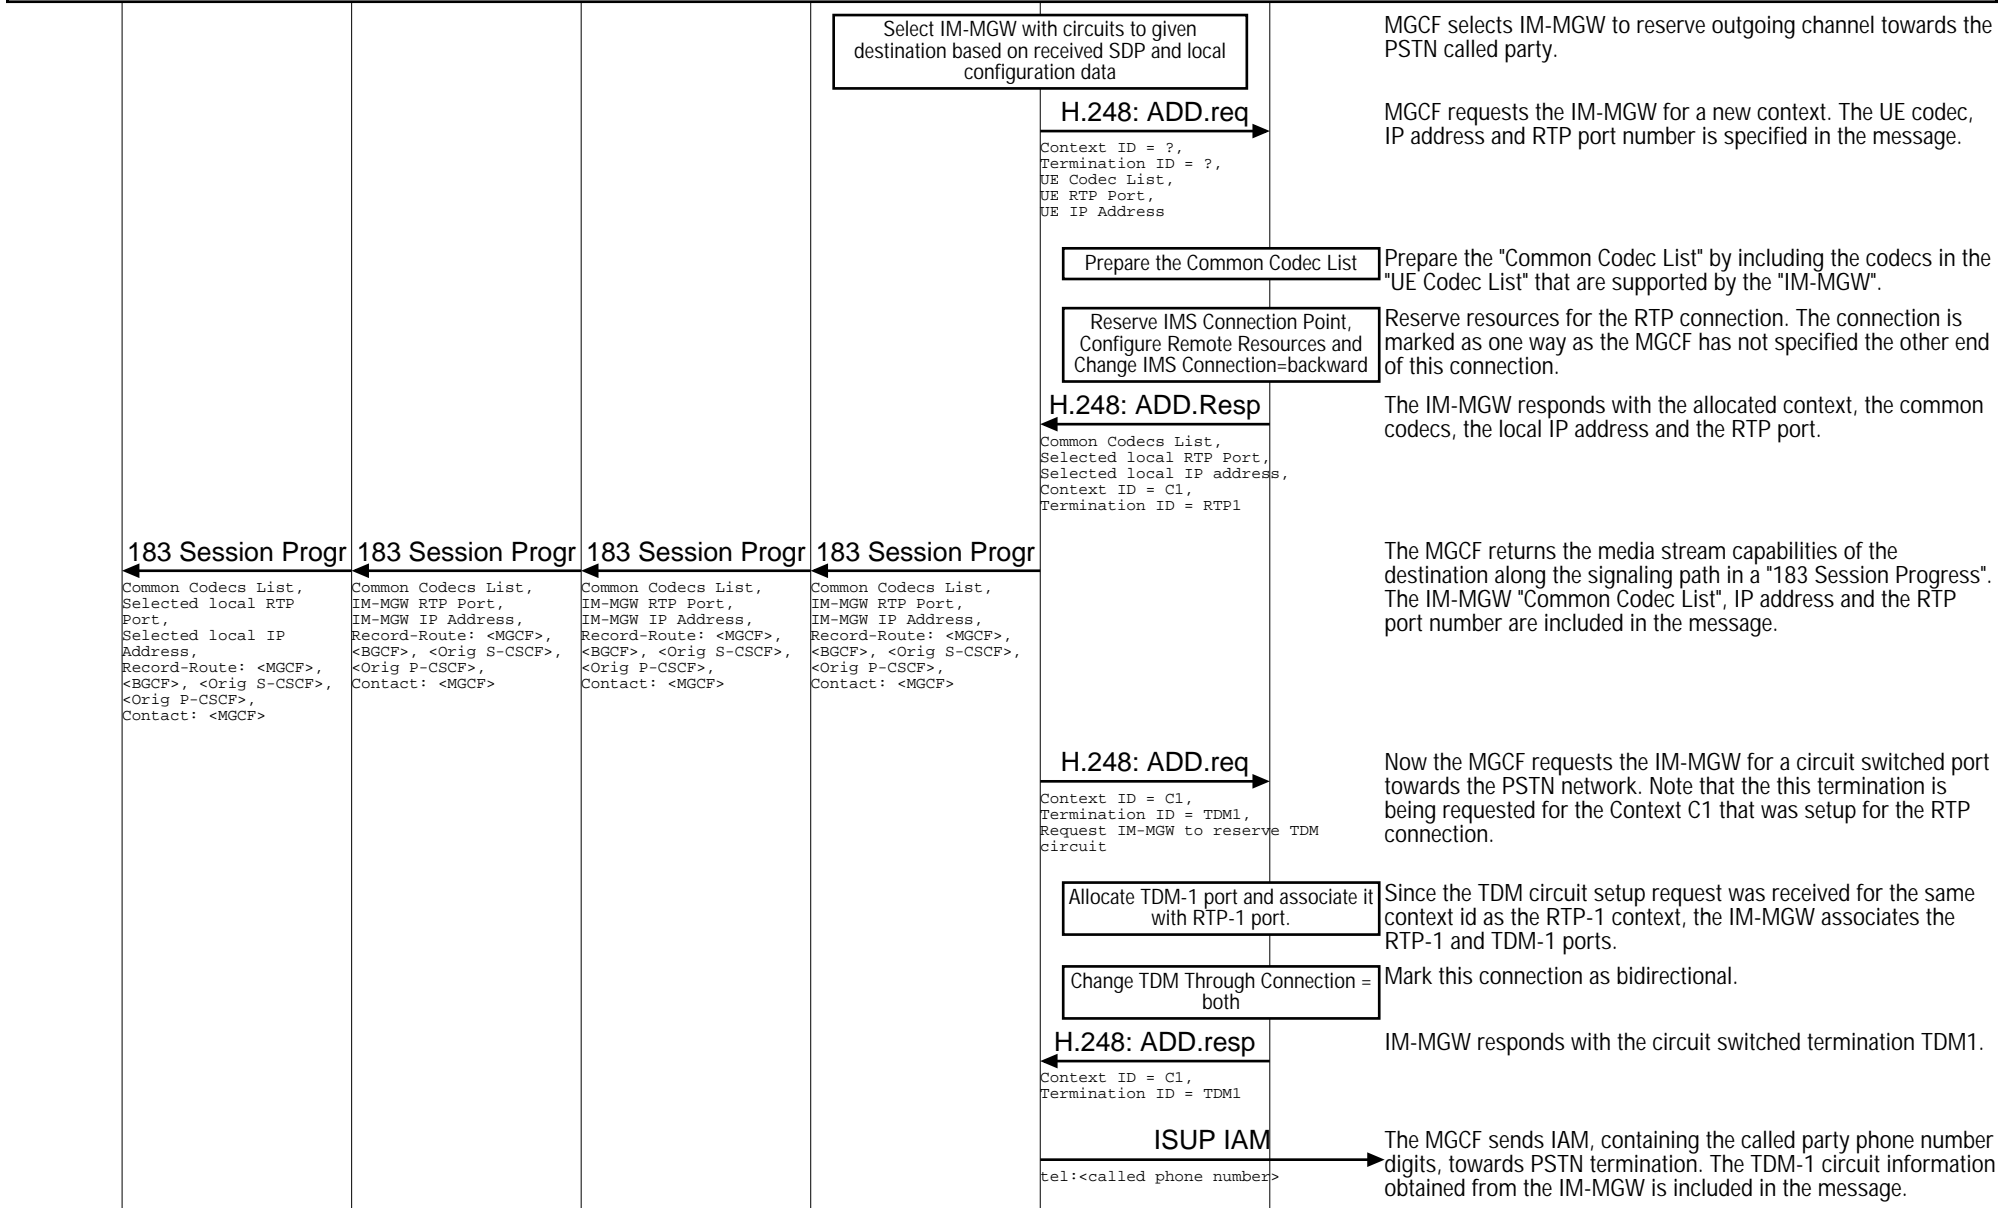 Select IM-MGW with circuits to given
destination based on received SDP and local
configuration data
MGCF selects IM-MGW to reserve outgoing channel towards the
PSTN called party.
H.248: ADD.req
Context ID = ?,
Termination ID = ?,
UE Codec List,
UE RTP Port,
UE IP Address
MGCF requests the IM-MGW for a new context. The UE codec,
IP address and RTP port number is specified in the message.
Prepare the Common Codec List
Prepare the "Common Codec List" by including the codecs in the
"UE Codec List" that are supported by the "IM-MGW".
Reserve IMS Connection Point,
Configure Remote Resources and
Change IMS Connection=backward
Reserve resources for the RTP connection. The connection is
marked as one way as the MGCF has not specified the other end
of this connection.
H.248: ADD.Resp
Common Codecs List,
Selected local RTP Port,
Selected local IP address,
Context ID = C1,
Termination ID = RTP1
The IM-MGW responds with the allocated context, the common
codecs, the local IP address and the RTP port.
183 Session Progr
Common Codecs List,
Selected local RTP
Port,
Selected local IP
Address,
Record-Route: <MGCF>,
<BGCF>, <Orig S-CSCF>,
<Orig P-CSCF>,
Contact: <MGCF>
183 Session Progr
Common Codecs List,
IM-MGW RTP Port,
IM-MGW IP Address,
Record-Route: <MGCF>,
<BGCF>, <Orig S-CSCF>,
<Orig P-CSCF>,
Contact: <MGCF>
183 Session Progr
Common Codecs List,
IM-MGW RTP Port,
IM-MGW IP Address,
Record-Route: <MGCF>,
<BGCF>, <Orig S-CSCF>,
<Orig P-CSCF>,
Contact: <MGCF>
183 Session Progr
Common Codecs List,
IM-MGW RTP Port,
IM-MGW IP Address,
Record-Route: <MGCF>,
<BGCF>, <Orig S-CSCF>,
<Orig P-CSCF>,
Contact: <MGCF>
The MGCF returns the media stream capabilities of the
destination along the signaling path in a "183 Session Progress".
The IM-MGW "Common Codec List", IP address and the RTP
port number are included in the message.
H.248: ADD.req
Context ID = C1,
Termination ID = TDM1,
Request IM-MGW to reserve TDM
circuit
Now the MGCF requests the IM-MGW for a circuit switched port
towards the PSTN network. Note that the this termination is
being requested for the Context C1 that was setup for the RTP
connection.
Allocate TDM-1 port and associate it
with RTP-1 port.
Since the TDM circuit setup request was received for the same
context id as the RTP-1 context, the IM-MGW associates the
RTP-1 and TDM-1 ports.
Change TDM Through Connection =
both
Mark this connection as bidirectional.
H.248: ADD.resp
Context ID = C1,
Termination ID = TDM1
IM-MGW responds with the circuit switched termination TDM1.
ISUP IAM
tel:<called phone number>
The MGCF sends IAM, containing the called party phone number
digits, towards PSTN termination. The TDM-1 circuit information
obtained from the IM-MGW is included in the message.